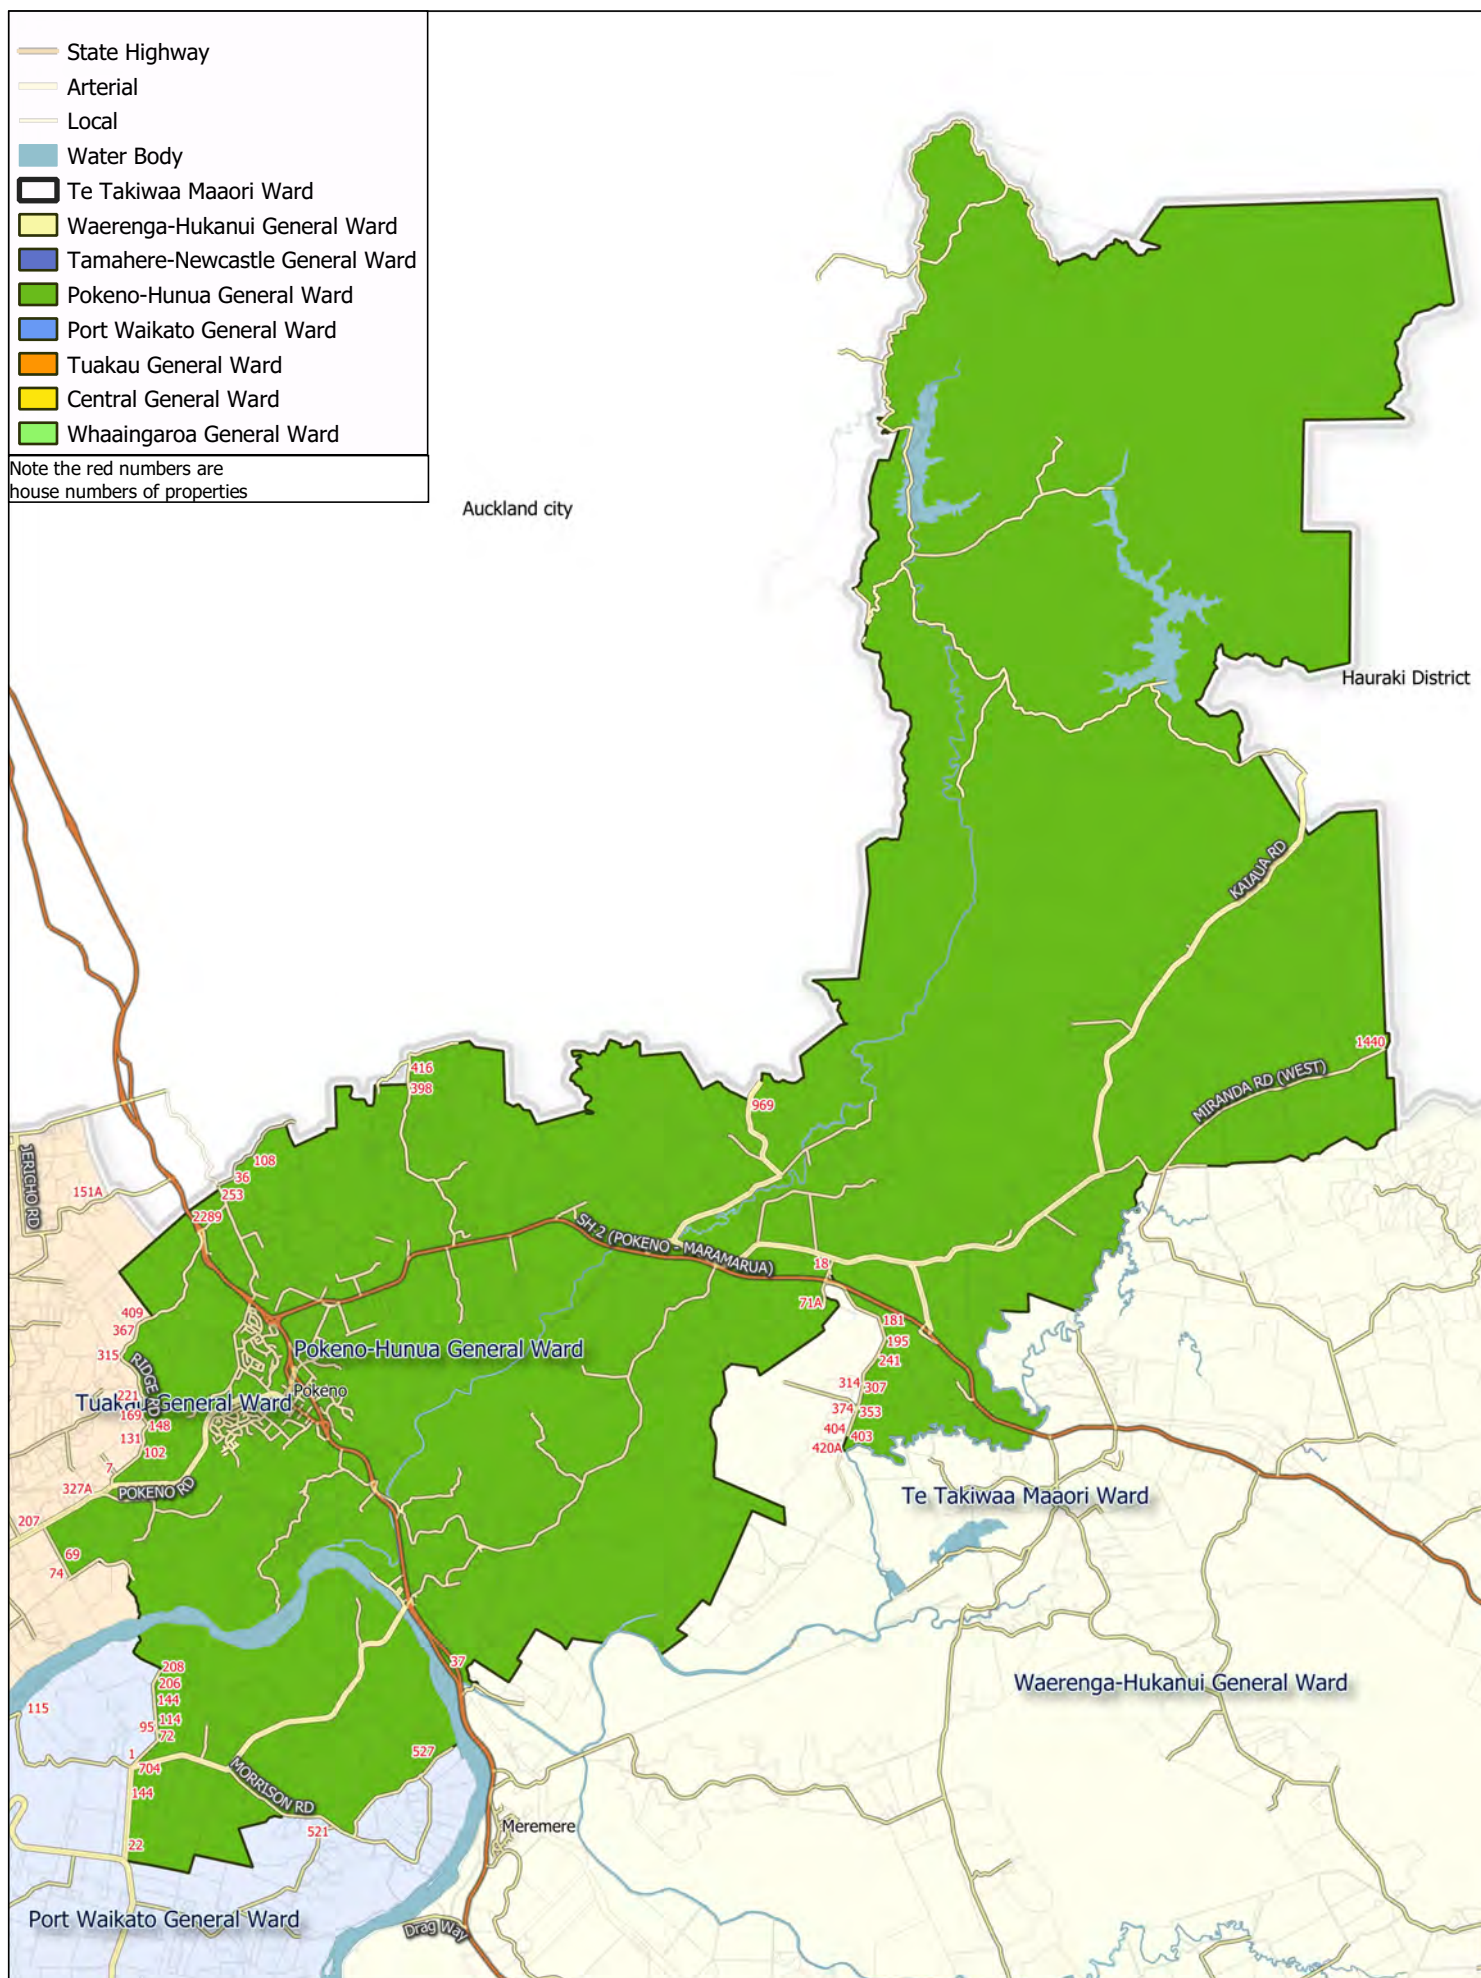 State Highway
Arterial
Local
Water Body
Te Takiwaa Maaori Ward
Waerenga-Hukanui General Ward
Tamahere-Newcastle General Ward
Pokeno-Hunua General Ward
Port Waikato General Ward
Tuakau General Ward
Central General Ward
Whaaingaroa General Ward
Note the red numbers are
house numbers of properties
Auckland city
Hauraki District
KAIAUA RD
1440
MIRANDA RD (WEST)
416
398
969
108
JERICHO RD
36
151A
253
2289
SH 2 (POKENO - MARAMARUA)
18
71A
409
181
367
195
315
Pokeno-Hunua General Ward
241
RIDGE RD
314
307
221
Pokeno
Tuakau General Ward
374
353
169
148
404
403
131
102
420A
7
327A
POKENO RD
Te Takiwaa Maaori Ward
207
69
74
37
208
206
Waerenga-Hukanui General Ward
144
115
114
95
72
1
527
704
MORRISON RD
144
521
Meremere
22
Port Waikato General Ward
Drag Way